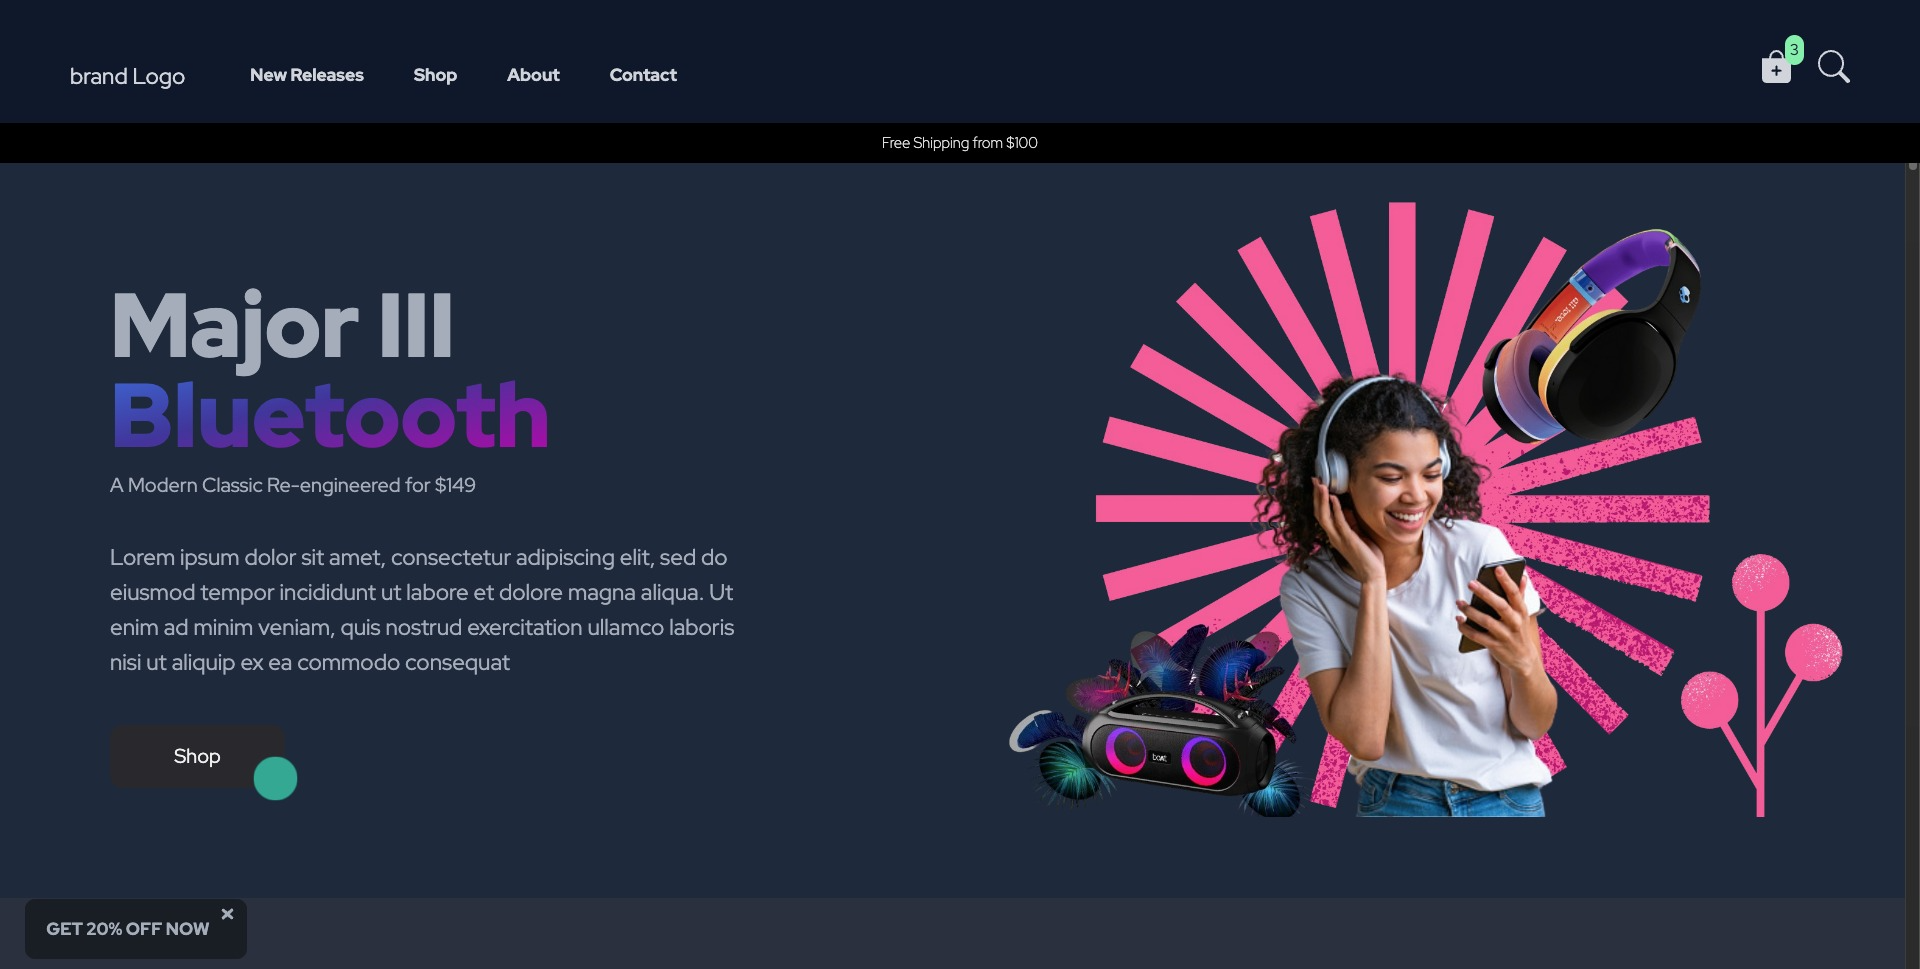 brand Logo
New Releases
Shop
About
Contact
3
Free Shipping from $100
Major III
Bluetooth
A Modern Classic Re-engineered for $149
Lorem ipsum dolor sit amet, consectetur adipiscing elit, sed do
eiusmod tempor incididunt ut labore et dolore magna aliqua. Ut
enim ad minim veniam, quis nostrud exercitation ullamco laboris
nisi ut aliquip ex ea commodo consequat
Shop
boAt
GET 20% OFF NOW